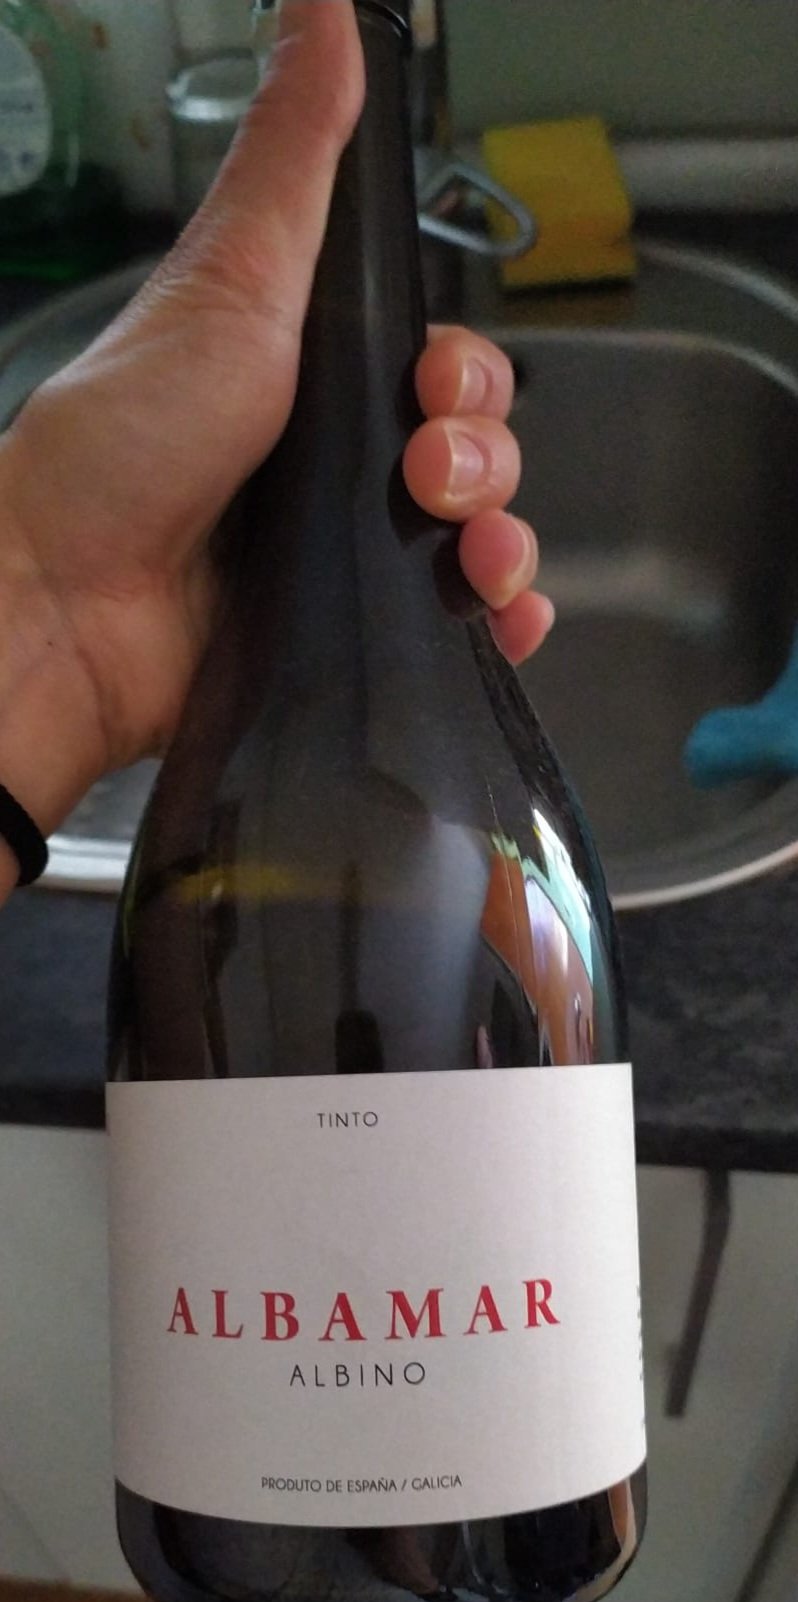 TINTO
ALBAMAR
ALBINO
PRODUTO DE ESPAÑA / GALICIA